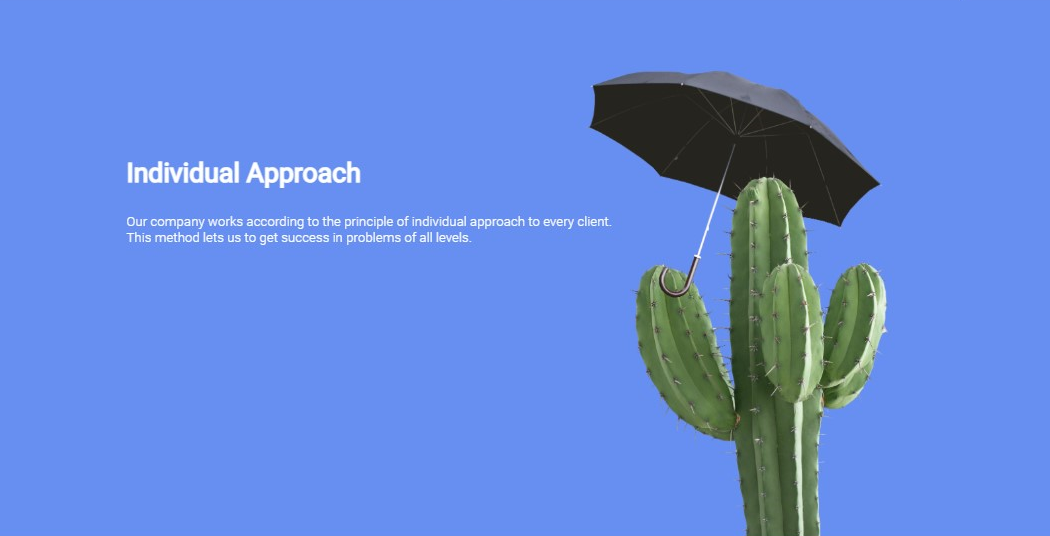 Individual Approach
Our company works according to the principle of individual approach to every client.
This method lets us to get success in problems of all levels.